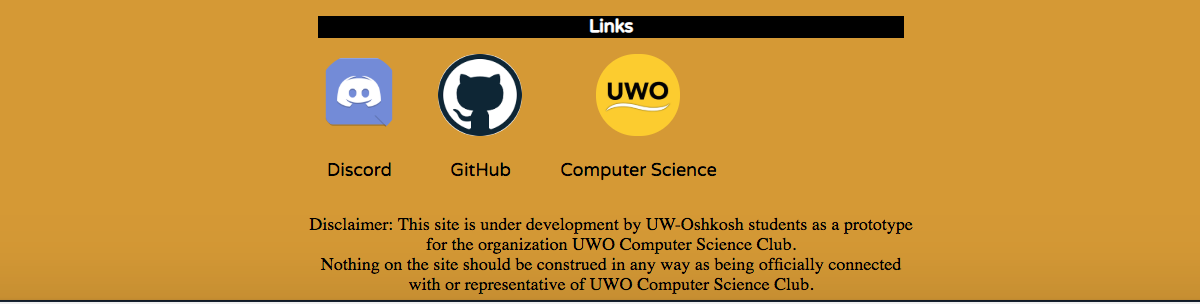 Links
UWO
Discord
GitHub
Computer Science
Disclaimer: This site is under development by UW-Oshkosh students as a prototype
for the organization UWO Computer Science Club.
Nothing on the site should be construed in any way as being officially connected
with or representative of UWO Computer Science Club.